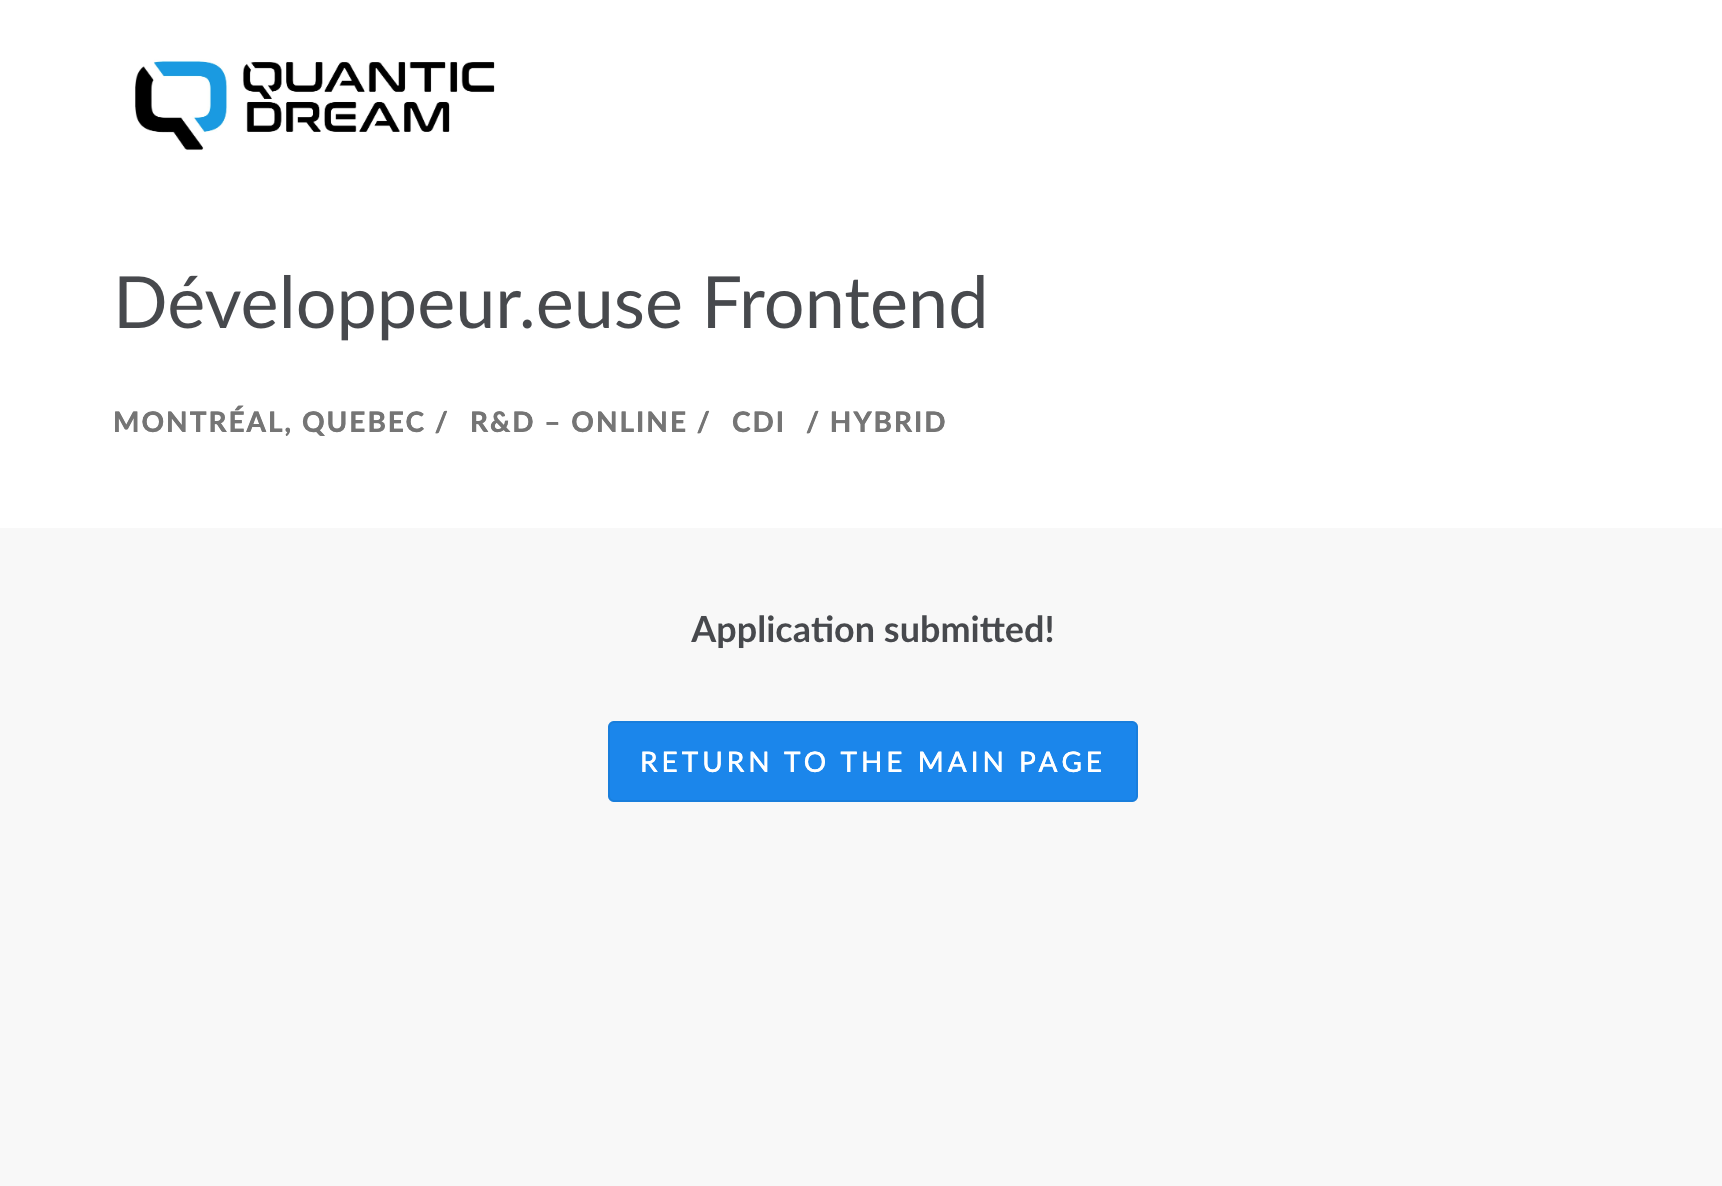 QUANTIC
DREAM
Développeur.euse Frontend
MONTRÉAL, QUEBEC / R&D – ONLINE / CDI / HYBRID
Application submitted!
RETURN TO THE MAIN PAGE